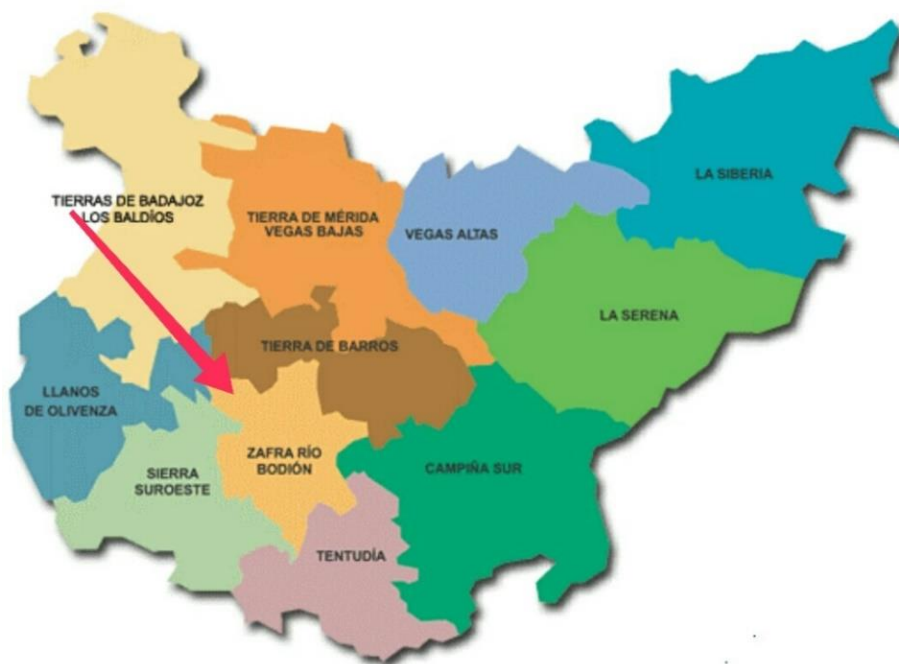 LA SIBERIA
TIERRAS DE BADAJOZ
LOS BALDÍOS
TIERRA DE MÉRIDA
VEGAS BAJAS
VEGAS ALTAS
LA SERENA
TIERRA DE BARROS
LLANOS
DE OLIVENZA
ZAFRA RÍO
BODIÓN
SIERRA
SUROESTE
CAMPIÑA SUR
TENTUDÍA